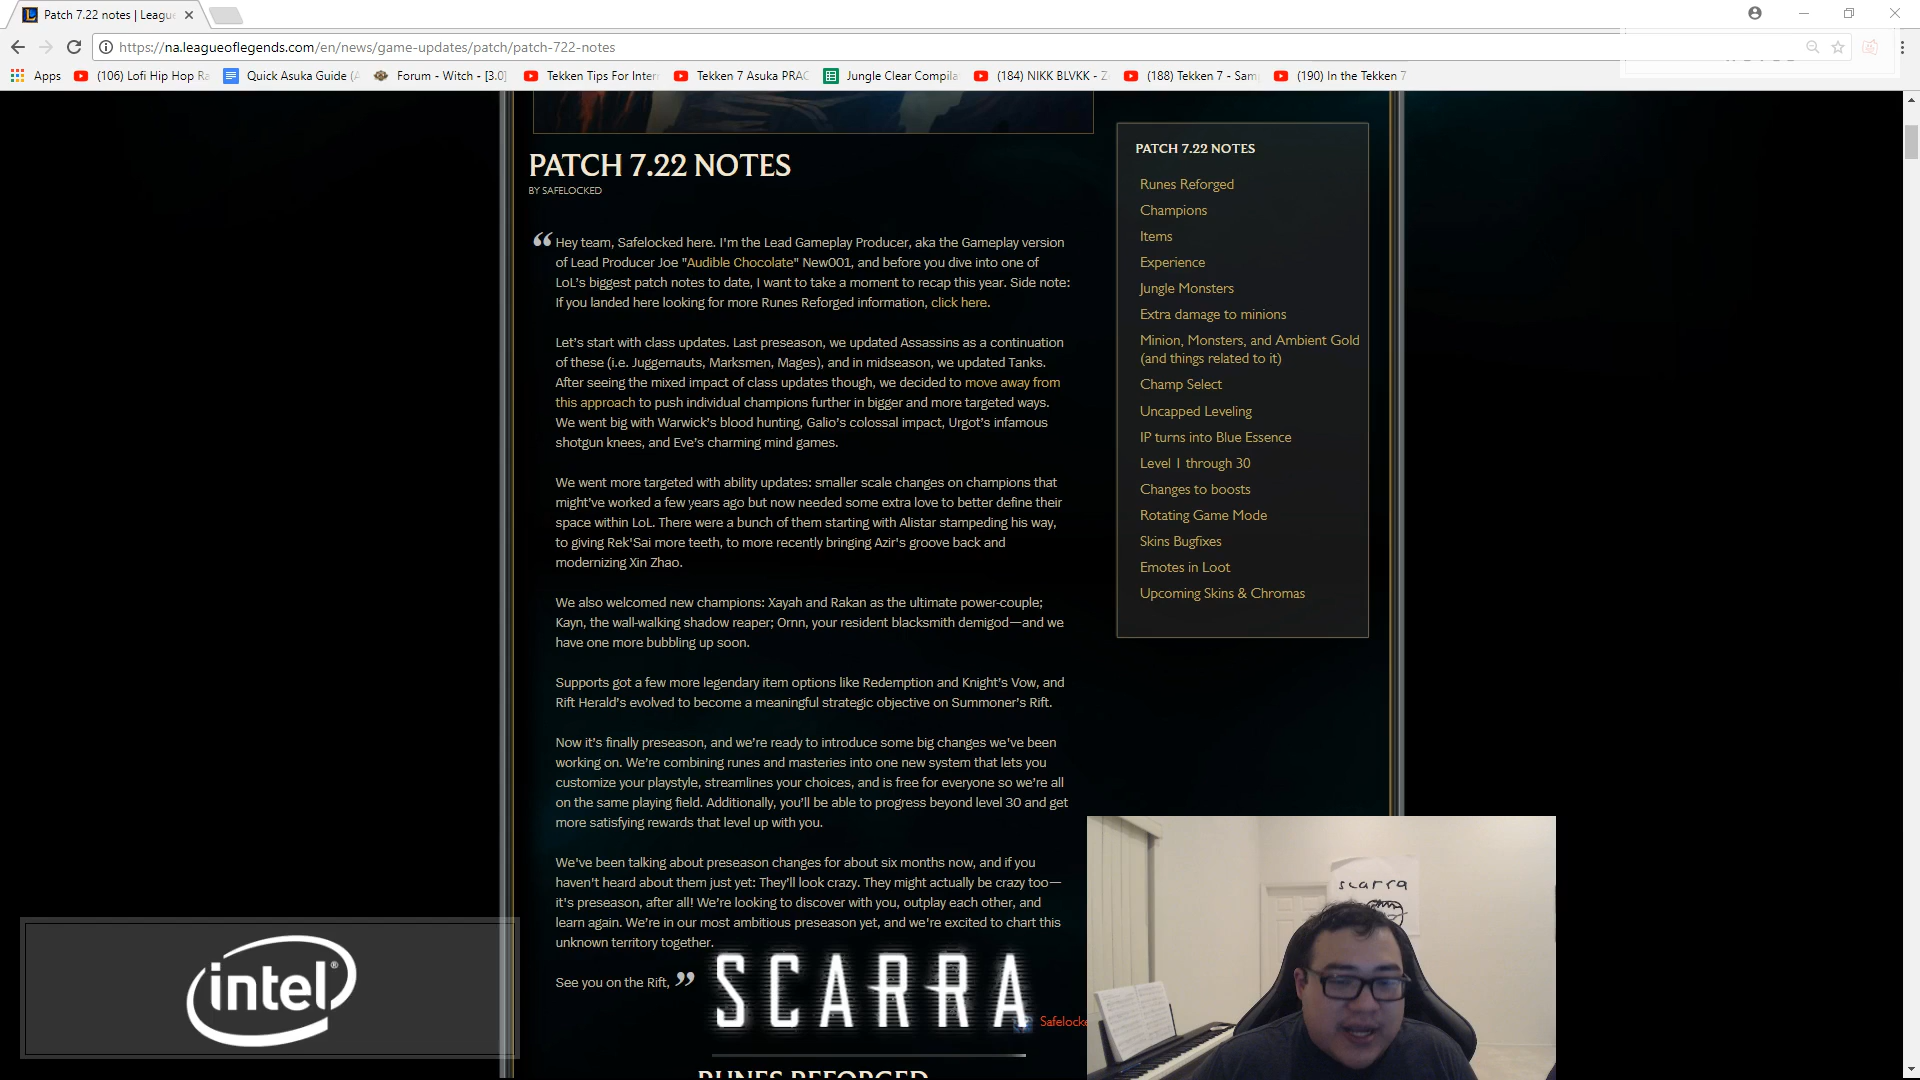 Patch 7.22 notes | Leagu
https://na.leagueoflegends.com/en/news/game-updates/patch/patch-722-notes
Apps
(106) Lofi Hip Hop Ra
Quick Asuka Guide (A
Forum - Witch - [3.0]
Tekken Tips For Inter
Tekken 7 Asuka PRAC
Jungle Clear Compila
(184) NIKK BLVKK - Z
(188) Tekken 7 - Sam
(190) In the Tekken 7
PATCH 7.22 NOTES
BY SAFELOCKED
“ Hey team, Safelocked here. I'm the Lead Gameplay Producer, aka the Gameplay version
of Lead Producer Joe "Audible Chocolate" New001, and before you dive into one of
LoL's biggest patch notes to date, I want to take a moment to recap this year. Side note:
If you landed here looking for more Runes Reforged information, click here.
Let's start with class updates. Last preseason, we updated Assassins as a continuation
of these (i.e. Juggernauts, Marksmen, Mages), and in midseason, we updated Tanks.
After seeing the mixed impact of class updates though, we decided to move away from
this approach to push individual champions further in bigger and more targeted ways.
We went big with Warwick's blood hunting, Galio's colossal impact, Urgot's infamous
shotgun knees, and Eve's charming mind games.
We went more targeted with ability updates: smaller scale changes on champions that
might've worked a few years ago but now needed some extra love to better define their
space within LoL. There were a bunch of them starting with Alistar stampeding his way,
to giving Rek'Sai more teeth, to more recently bringing Azir's groove back and
modernizing Xin Zhao.
We also welcomed new champions: Xayah and Rakan as the ultimate power-couple;
Kayn, the wall-walking shadow reaper; Ornn, your resident blacksmith demigod—and we
have one more bubbling up soon.
Supports got a few more legendary item options like Redemption and Knight's Vow, and
Rift Herald's evolved to become a meaningful strategic objective on Summoner's Rift.
Now it's finally preseason, and we're ready to introduce some big changes we've been
working on. We're combining runes and masteries into one new system that lets you
customize your playstyle, streamlines your choices, and is free for everyone so we're all
on the same playing field. Additionally, you'll be able to progress beyond level 30 and get
more satisfying rewards that level up with you.
We've been talking about preseason changes for about six months now, and if you
haven't heard about them just yet: They'll look crazy. They might actually be crazy too—
it's preseason, after all! We're looking to discover with you, outplay each other, and
learn again. We're in our most ambitious preseason yet, and we're excited to chart this
unknown territory together.
See you on the Rift, ”
Safelocke
RUNES REFORGED
PATCH 7.22 NOTES
Runes Reforged
Champions
Items
Experience
Jungle Monsters
Extra damage to minions
Minion, Monsters, and Ambient Gold
(and things related to it)
Champ Select
Uncapped Leveling
IP turns into Blue Essence
Level 1 through 30
Changes to boosts
Rotating Game Mode
Skins Bugfixes
Emotes in Loot
Upcoming Skins & Chromas
intel®
SCARRA
scarra